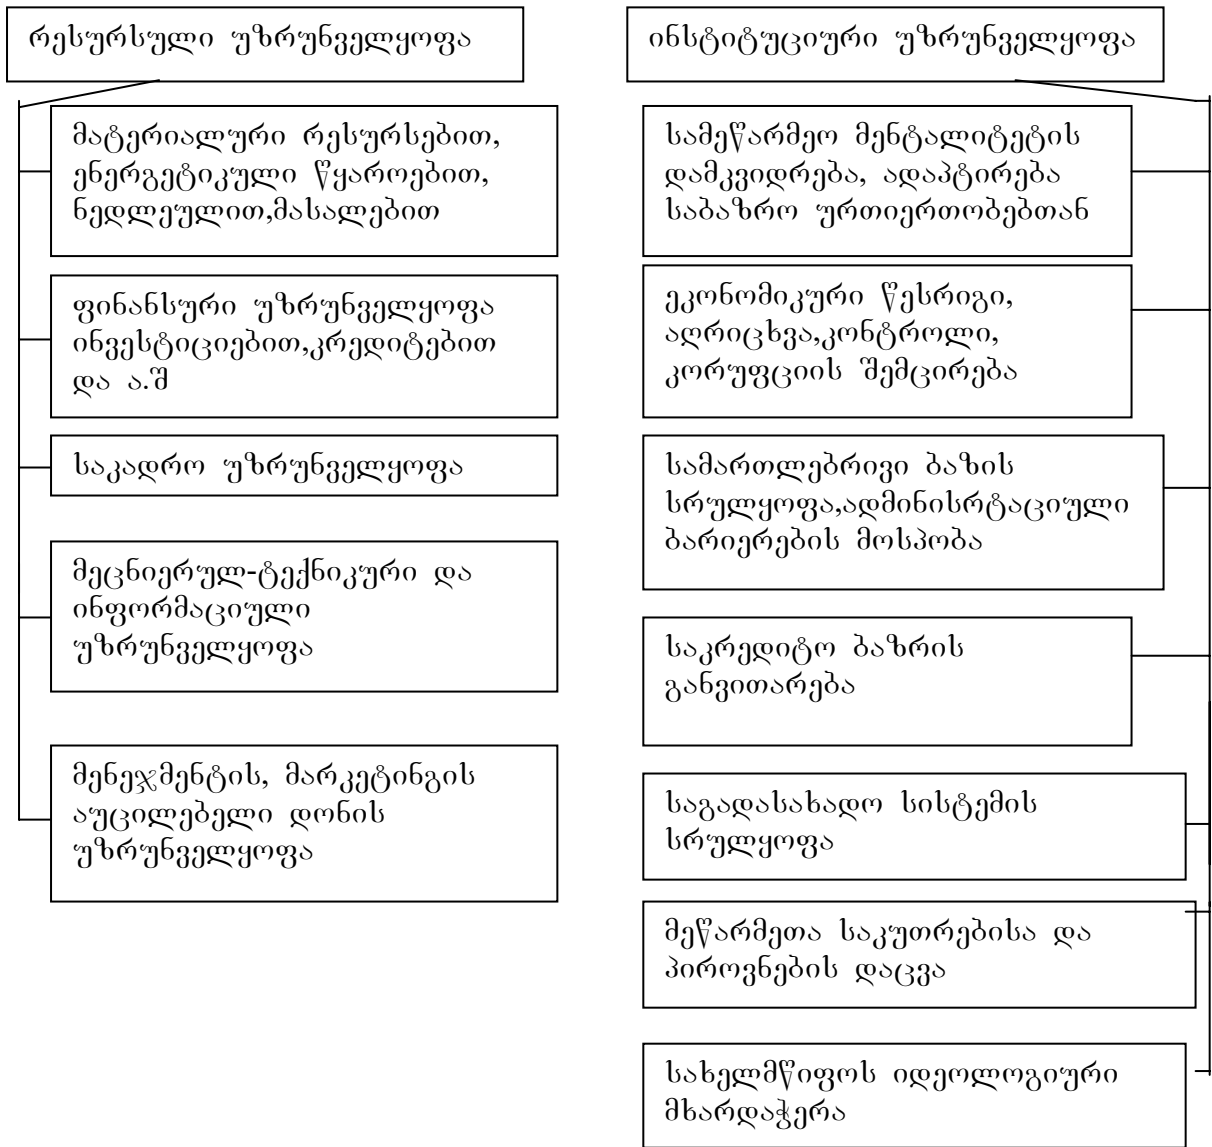 რესურსული უზრუნველყოფა
მატერიალური რესურსებით,
ენერგეტიკული წყაროებით,
ნედლეულით,მასალებით
ფინანსური უზრუნველყოფა
ინვესტიციებით,კრედიტებით
და ა.შ
საკადრო უზრუნველყოფა
მეცნიერულ-ტექნიკური და
ინფორმაციული
უზრუნველყოფა
მენეჯმენტის, მარკეტინგის
აუცილებელი დონის
უზრუნველყოფა
ინსტიტუციური უზრუნველყოფა
სამეწარმეო მენტალიტეტის
დამკვიდრება, ადაპტირება
საბაზრო ურთიერთობებთან
ეკონომიკური წესრიგი,
აღრიცხვა,კონტროლი,
კორუფციის შემცირება
სამართლებრივი ბაზის
სრულყოფა,ადმინისრტაციული
ბარიერების მოსპობა
საკრედიტო ბაზრის
განვითარება
საგადასახადო სისტემის
სრულყოფა
მეწარმეთა საკუთრებისა და
პიროვნების დაცვა
სახელმწიფოს იდეოლოგიური
მხარდაჭერა